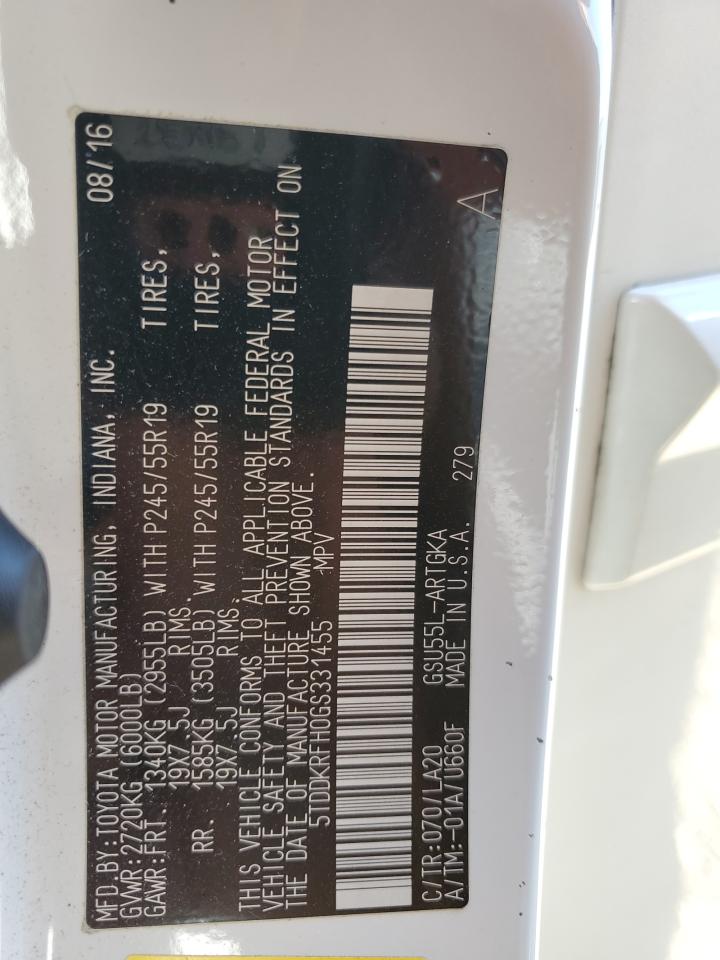 MFD.BY:TOYOTA MOTOR MANUFACTURING, INDIANA, INC. 08/16
GVWR:2720KG (6000LB)
GAWR:FRT. 1340KG (2955LB) WITH P245/55R19 TIRES,
19X7.5J RIMS.
RR. 1585KG (3505LB) WITH P245/55R19 TIRES,
19X7.5J RIMS.
THIS VEHICLE CONFORMS TO ALL APPLICABLE FEDERAL MOTOR
VEHICLE SAFETY AND THEFT PREVENTION STANDARDS IN EFFECT ON
THE DATE OF MANUFACTURE SHOWN ABOVE.
5TDDKRFH0GS331455 MPV
C/TR:070/LA20 GSU55L-ARTGKA
A/TM:-01A/U660F MADE IN U.S.A. 279 A